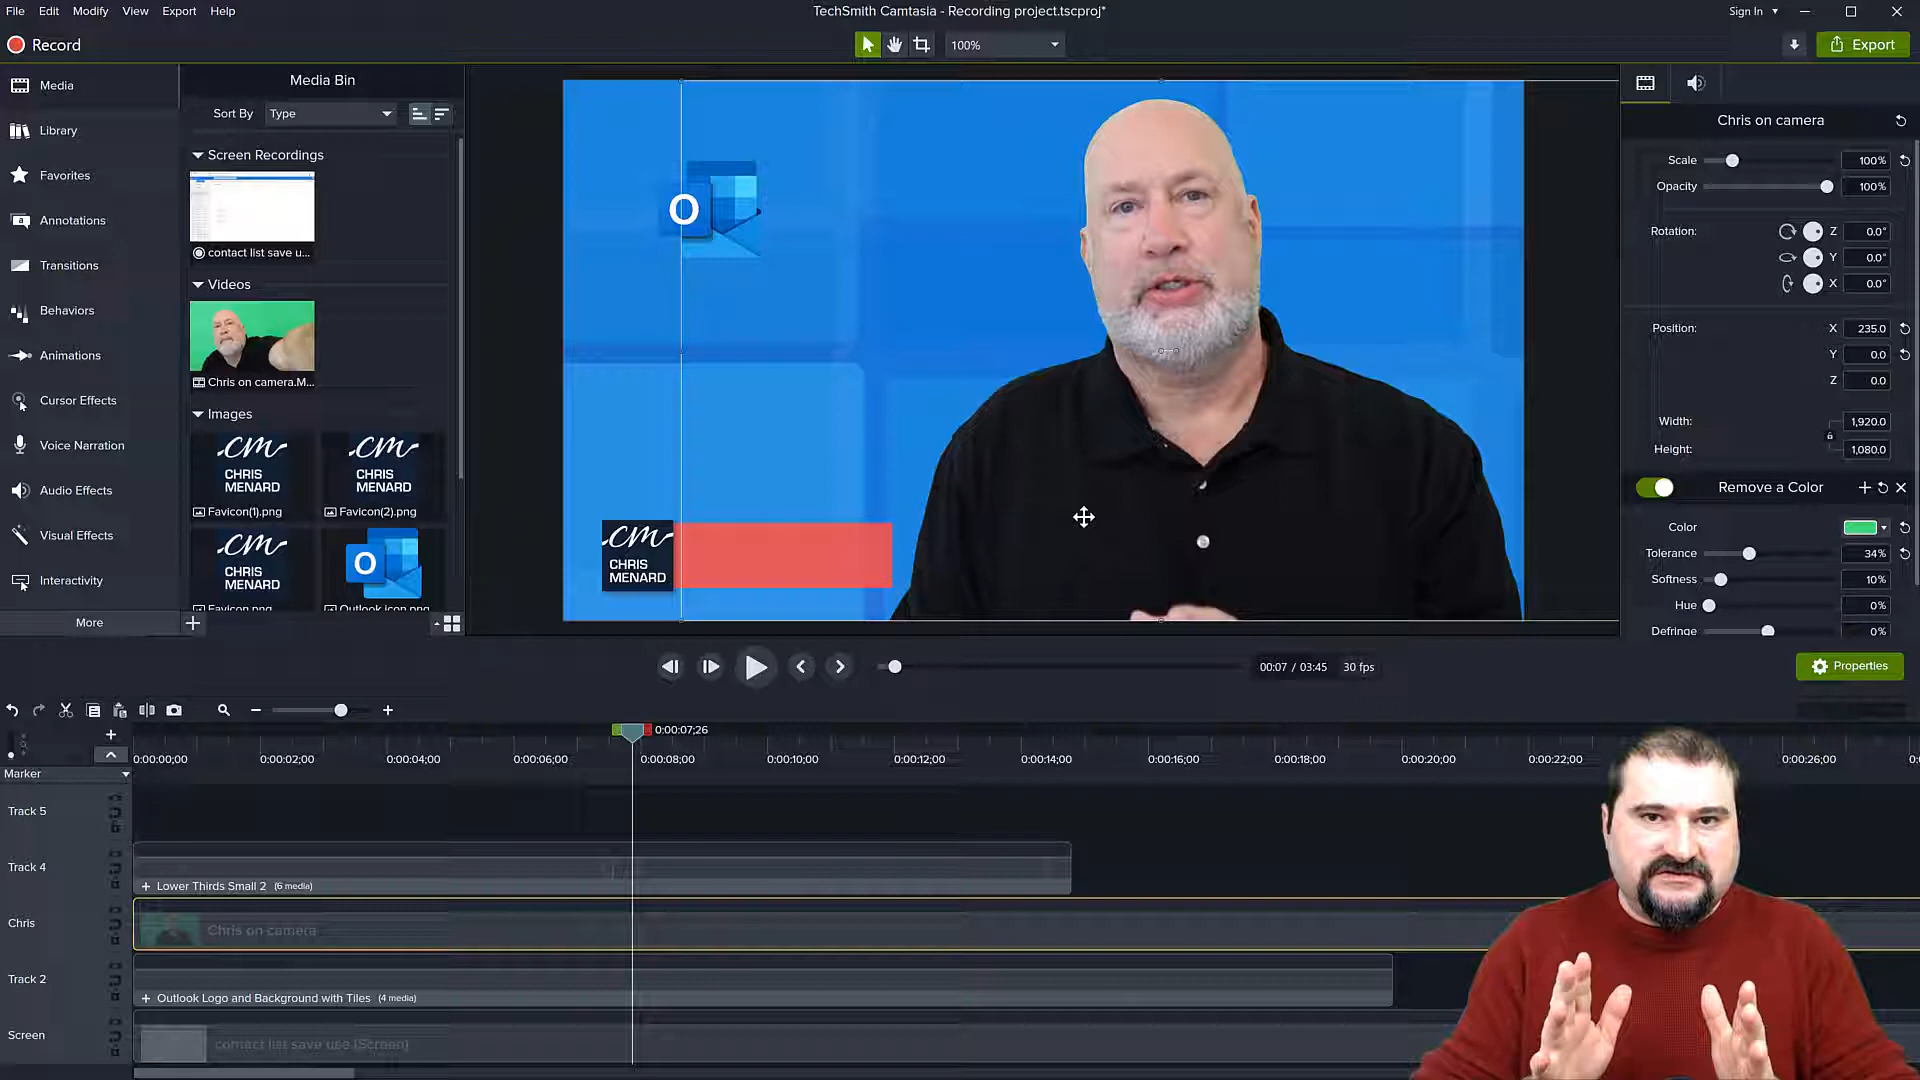 File Edit Modify View Export Help
TechSmith Camtasia - Recording project.tscproj*
Sign In
Record
100%
Export
Media
Library
Favorites
Annotations
Transitions
Behaviors
Animations
Cursor Effects
Voice Narration
Audio Effects
Visual Effects
Interactivity
More
Media Bin
Sort By Type
Screen Recordings
contact list save u...
Videos
Chris on camera.M...
Images
cm
CHRIS
MENARD
Favicon(1).png
cm
CHRIS
MENARD
Favicon(2).png
cm
CHRIS
MENARD
Favicon.png
O
Outlook icon.png
O
cm
CHRIS
MENARD
Chris on camera
Scale 100%
Opacity 100%
Rotation: Z 0.0°
Y 0.0°
X 0.0°
Position: X 235.0
Y 0.0
Z 0.0
Width: 1,920.0
Height: 1,080.0
Remove a Color
Color
Tolerance 34%
Softness 10%
Hue 0%
Defringe 0%
00:07 / 03:45 30 fps
Properties
0:00:07;26
0:00:00;00 0:00:02;00 0:00:04;00 0:00:06;00 0:00:08;00 0:00:10;00 0:00:12;00 0:00:14;00 0:00:16;00 0:00:18;00 0:00:20;00 0:00:22;00 0:00:26;00
Marker
Track 5
Track 4
+ Lower Thirds Small 2 (6 media)
Chris
Chris on camera
Track 2
+ Outlook Logo and Background with Tiles (4 media)
Screen
contact list save use (Screen)